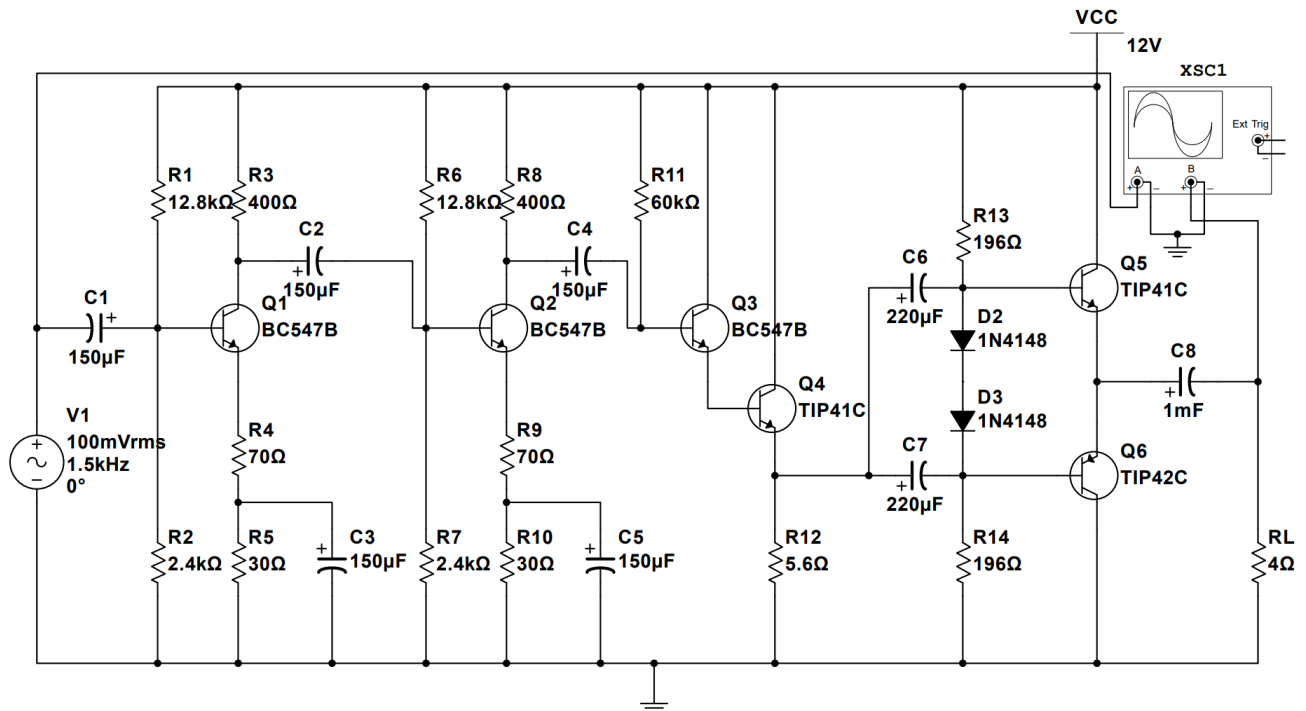 VCC
12V
XSC1
Ext Trig
+
−
A
B
+
−
+
−
R1
12.8kΩ
R3
400Ω
R6
12.8kΩ
R8
400Ω
R11
60kΩ
R13
196Ω
C2
+
150µF
C4
+
150µF
C6
+
220µF
Q5
TIP41C
C1
+
150µF
Q1
BC547B
Q2
BC547B
Q3
BC547B
D2
1N4148
C8
+
1mF
Q4
TIP41C
D3
1N4148
V1
100mVrms
1.5kHz
0°
+
−
R4
70Ω
R9
70Ω
C7
+
220µF
Q6
TIP42C
R2
2.4kΩ
R5
30Ω
C3
+
150µF
R7
2.4kΩ
R10
30Ω
C5
+
150µF
R12
5.6Ω
R14
196Ω
RL
4Ω